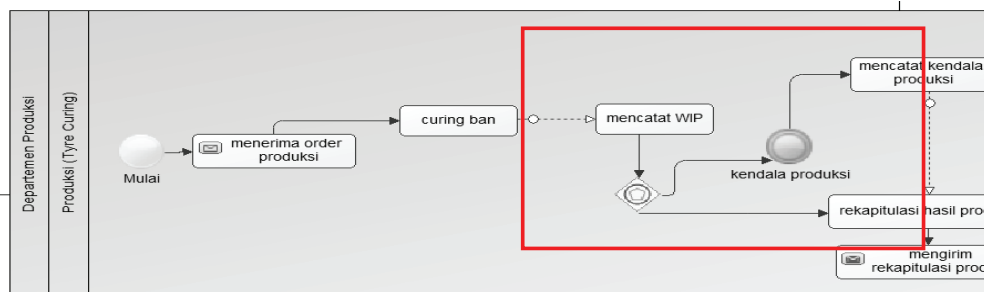 Departemen Produksi
Produksi (Tyre Curing)
Mulai
menerima order
produksi
curing ban
mencatat WIP
kendala produksi
mencatat kendala
produksi
rekapitulasi hasil prod
mengirim
rekapitulasi prod